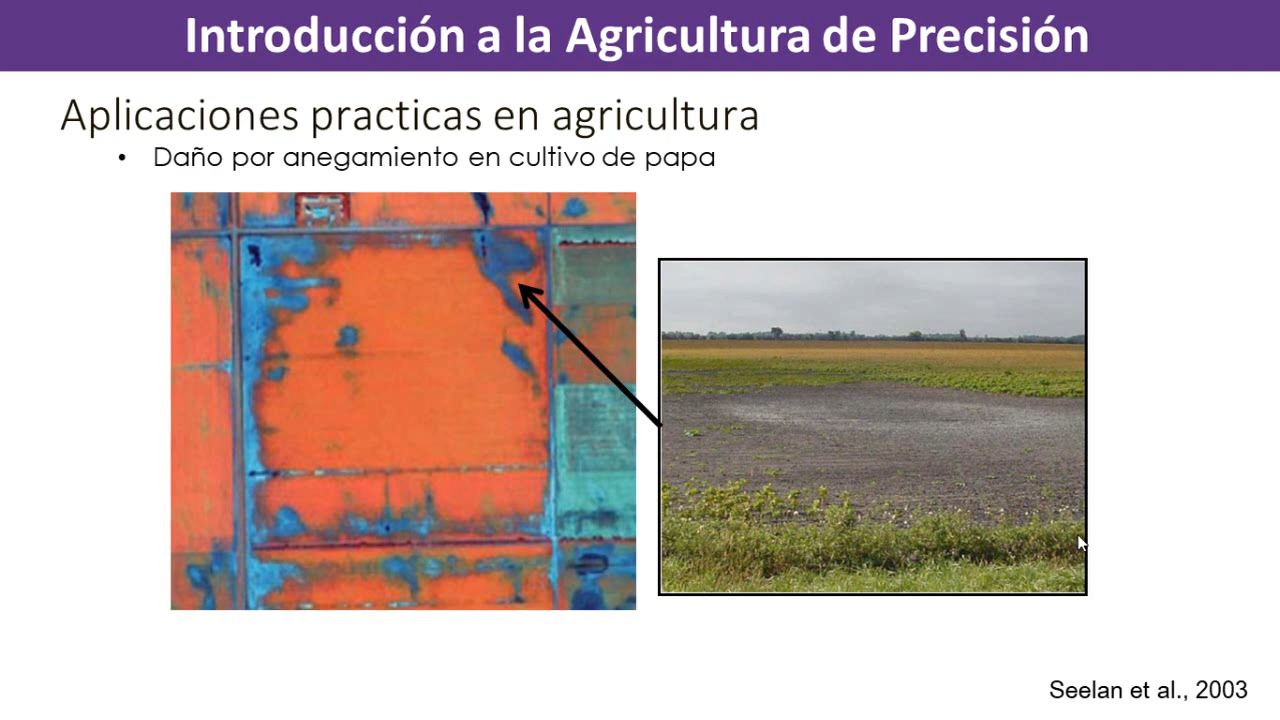 Introducción a la Agricultura de Precisión
Aplicaciones practicas en agricultura
• Daño por anegamiento en cultivo de papa
Seelan et al., 2003